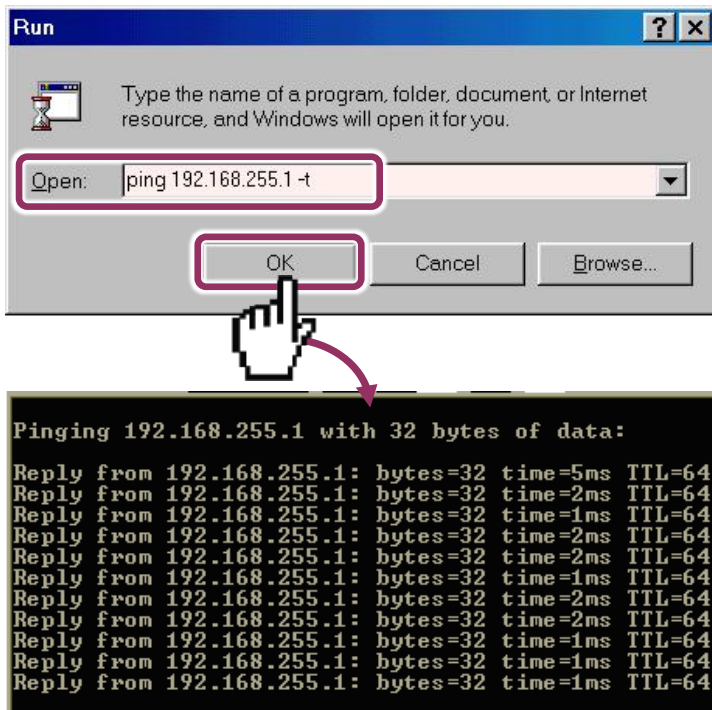 Run
Type the name of a program, folder, document, or Internet
resource, and Windows will open it for you.
Open: ping 192.168.255.1 -t
OK Cancel Browse...
Pinging 192.168.255.1 with 32 bytes of data:
Reply from 192.168.255.1: bytes=32 time=5ms TTL=64
Reply from 192.168.255.1: bytes=32 time=2ms TTL=64
Reply from 192.168.255.1: bytes=32 time=1ms TTL=64
Reply from 192.168.255.1: bytes=32 time=2ms TTL=64
Reply from 192.168.255.1: bytes=32 time=2ms TTL=64
Reply from 192.168.255.1: bytes=32 time=1ms TTL=64
Reply from 192.168.255.1: bytes=32 time=2ms TTL=64
Reply from 192.168.255.1: bytes=32 time=2ms TTL=64
Reply from 192.168.255.1: bytes=32 time=1ms TTL=64
Reply from 192.168.255.1: bytes=32 time=1ms TTL=64
Reply from 192.168.255.1: bytes=32 time=1ms TTL=64